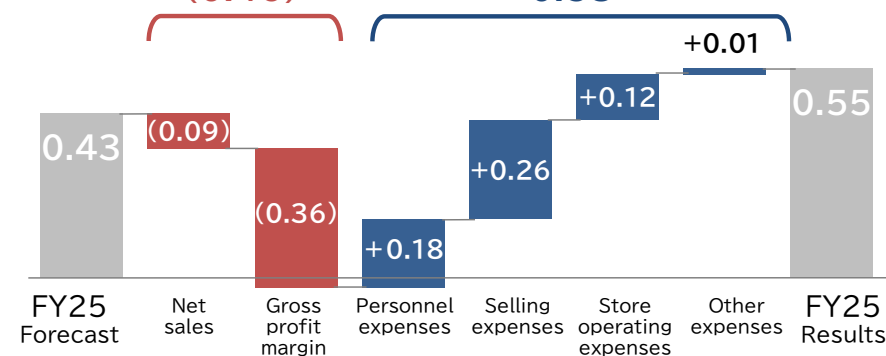 +0.01
0.43
(0.09)
(0.36)
+0.18
+0.26
+0.12
0.55
FY25
Forecast
Net
sales
Gross
profit
margin
Personnel
expenses
Selling
expenses
Store
operating
expenses
Other
expenses
FY25
Results